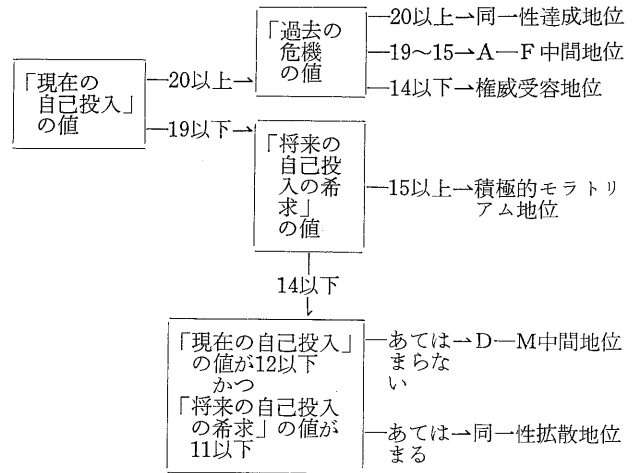 「現在の
自己投入」
の値
20以上
19以下
「過去の
危機
の値
20以上
同一性達成地位
19〜15
A―F中間地位
14以下
権威受容地位
「将来の
自己投
入の希
求」
の値
15以上
積極的モラトリ
アム地位
14以下
「現在の自己投入」
の値が12以下
かつ
「将来の自己投入
の希求」の値が
11以下
あては
まらな
い
D―M中間地位
あては
まる
同一性拡散地位